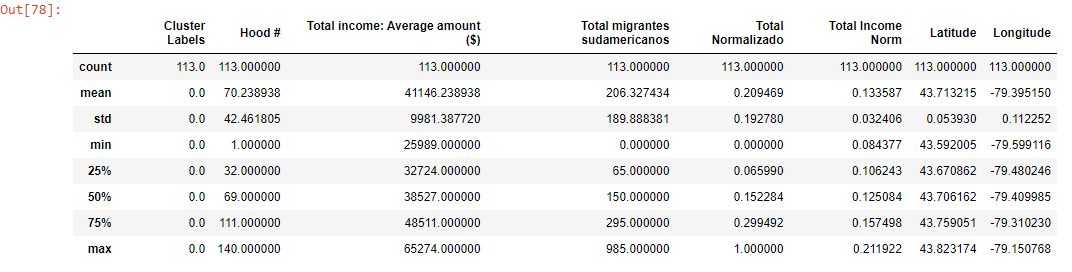 Out[78]:
Cluster Labels Hood # Total income: Average amount ($) Total migrantes sudamericanos Total Normalizado Total Income Norm Latitude Longitude
count 113.0 113.000000 113.000000 113.000000 113.000000 113.000000 113.000000 113.000000
mean 0.0 70.238938 41146.238938 206.327434 0.209469 0.133587 43.713215 -79.395150
std 0.0 42.461805 9981.387720 189.888381 0.192780 0.032406 0.053930 0.112252
min 0.0 1.000000 25989.000000 0.000000 0.000000 0.084377 43.592005 -79.599116
25% 0.0 32.000000 32724.000000 65.000000 0.065990 0.106243 43.670862 -79.480246
50% 0.0 69.000000 38527.000000 150.000000 0.152284 0.125084 43.706162 -79.409985
75% 0.0 111.000000 48511.000000 295.000000 0.299492 0.157498 43.759051 -79.310230
max 0.0 140.000000 65274.000000 985.000000 1.000000 0.211922 43.823174 -79.150768